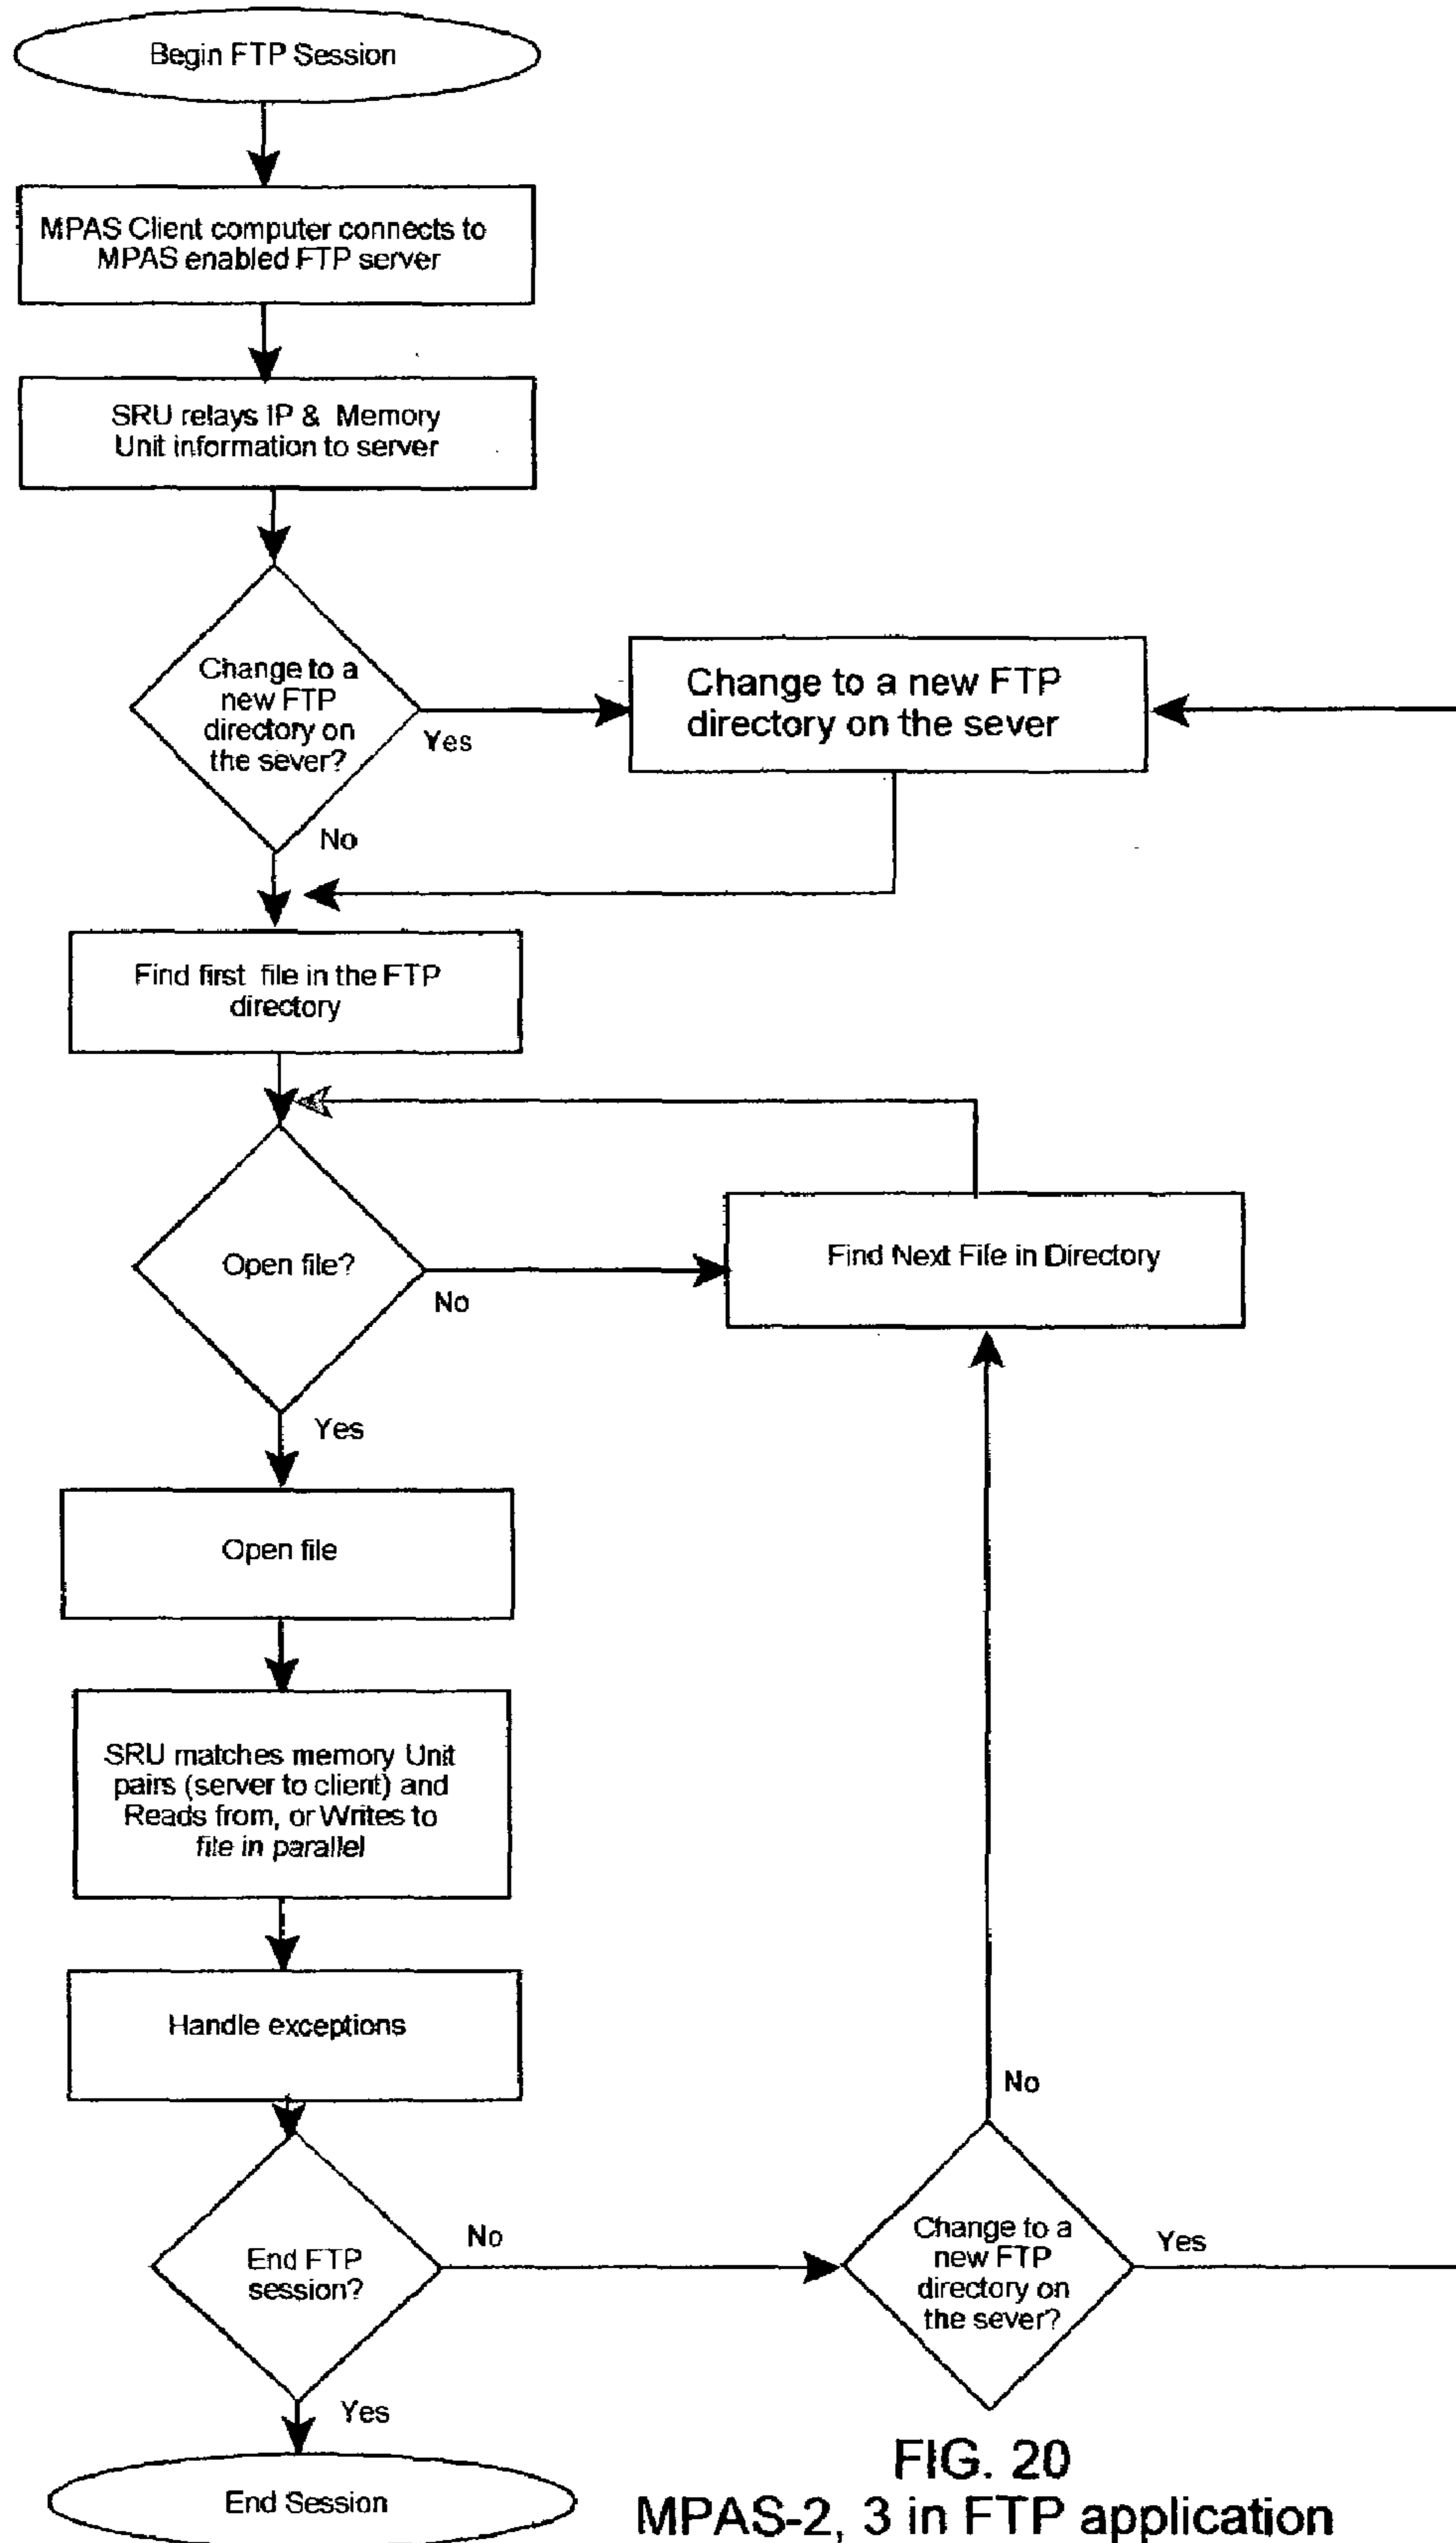 Begin FTP Session
MPAS Client computer connects to
MPAS enabled FTP server
SRU relays IP & Memory
Unit information to server
Change to a
new FTP
directory on
the sever?
Yes
No
Change to a new FTP
directory on the sever
Find first file in the FTP
directory
Open file?
No
Yes
Find Next File in Directory
Open file
SRU matches memory Unit
pairs (server to client) and
Reads from, or Writes to
file in parallel
Handle exceptions
End FTP
session?
No
Yes
Change to a
new FTP
directory on
the sever?
No
Yes
End Session
FIG. 20
MPAS-2, 3 in FTP application